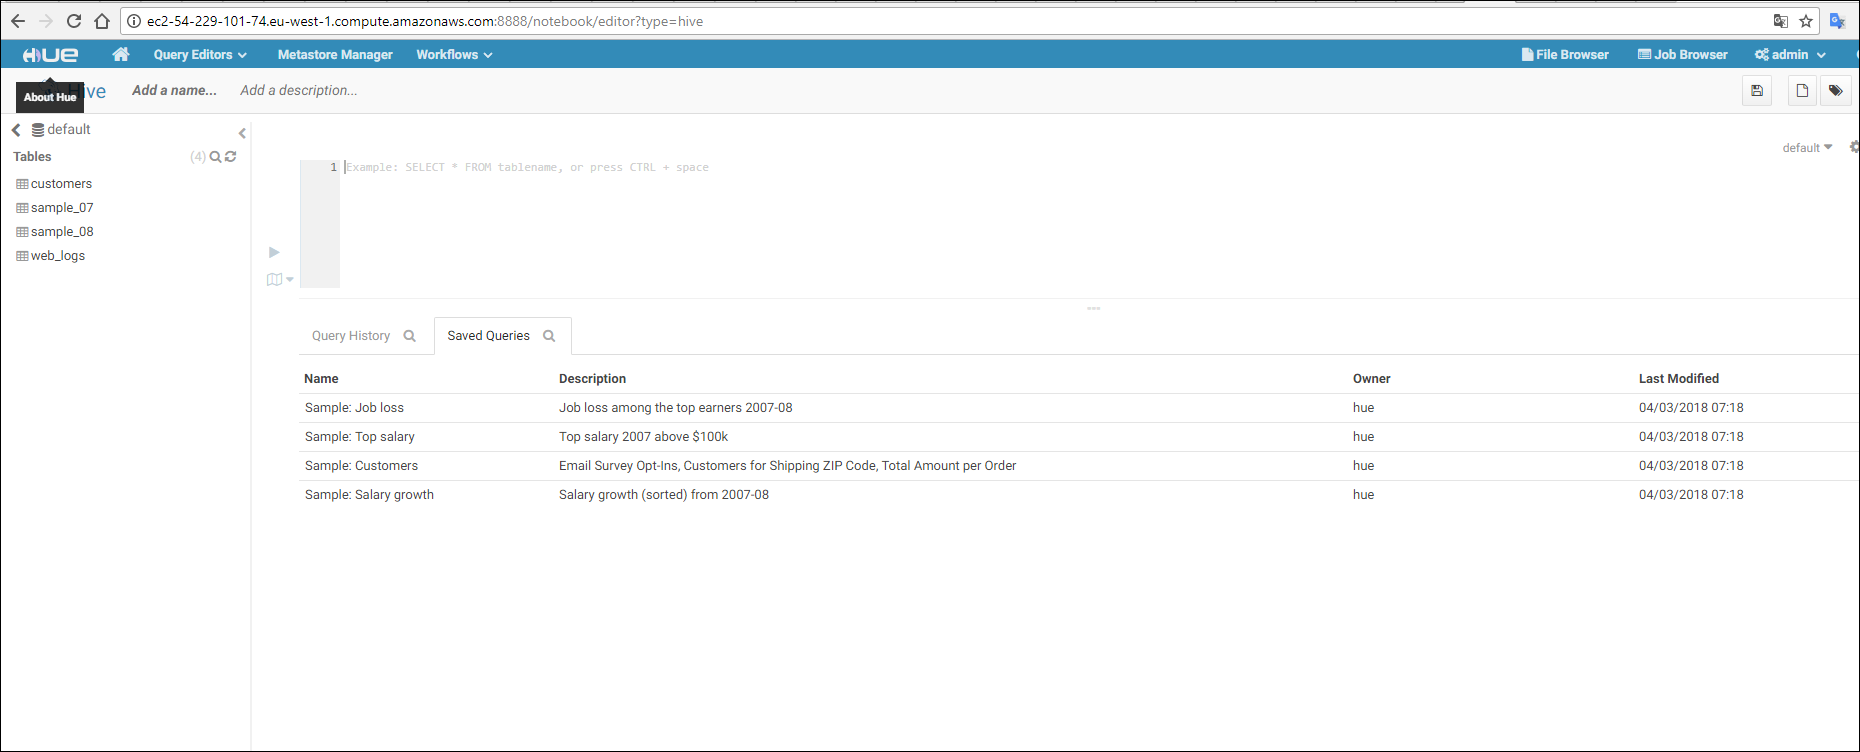 ec2-54-229-101-74.eu-west-1.compute.amazonaws.com:8888/notebook/editor?type=hive
HUE Query Editors Metastore Manager Workflows File Browser Job Browser admin
About Hue Hive Add a name... Add a description...
default
Tables (4)
customers
sample_07
sample_08
web_logs
default
1 Example: SELECT * FROM tablename, or press CTRL + space
Query History Saved Queries
Name Description Owner Last Modified
Sample: Job loss Job loss among the top earners 2007-08 hue 04/03/2018 07:18
Sample: Top salary Top salary 2007 above $100k hue 04/03/2018 07:18
Sample: Customers Email Survey Opt-Ins, Customers for Shipping ZIP Code, Total Amount per Order hue 04/03/2018 07:18
Sample: Salary growth Salary growth (sorted) from 2007-08 hue 04/03/2018 07:18